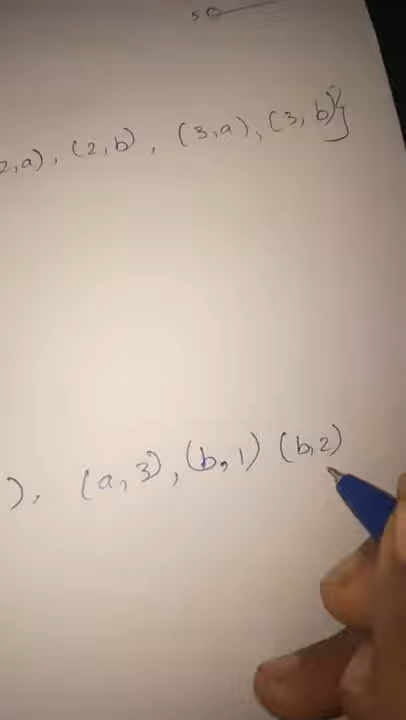 2,a), (2,b), (3,a), (3, b)}
), (a,3), (b,1) (b,2)